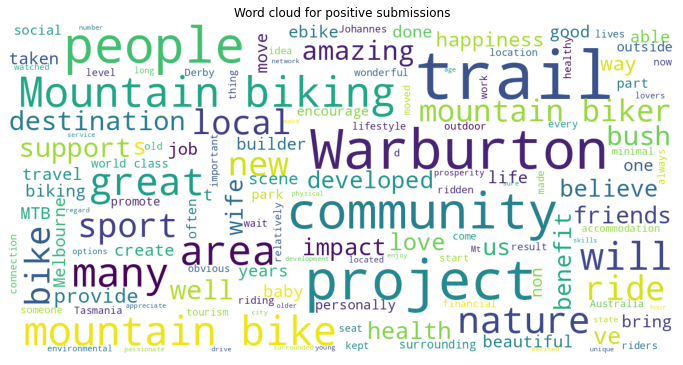 Word cloud for positive submissions
social number people ebike done happiness good lives
watched taken level long Derby move amazing idea Johannes location able outside healthy now
thing network wonderful way work age lovers
Mountain biking trail
encourage moved mountain biker part
destination local Warburton
service old lifestyle outdoor every bush
supports job builder d minimal always
world class new important prosperity ridden made one
travel great t scene developed life believe
biking promote park community physical sure accommodation
MTB often wife wait come result friends
sport relatively start
Melbourne create area impact love us Mt located benefit will
connection options obvious years development enjoy skills
bike many riding project non Australia ride
provide well baby personally financial state hour
someone Tasmania tourism city seat nature ve bring
mountain bike appreciate older health surrounding beautiful
regard make kept riders
environmental passionate drive surrounded young excited unique